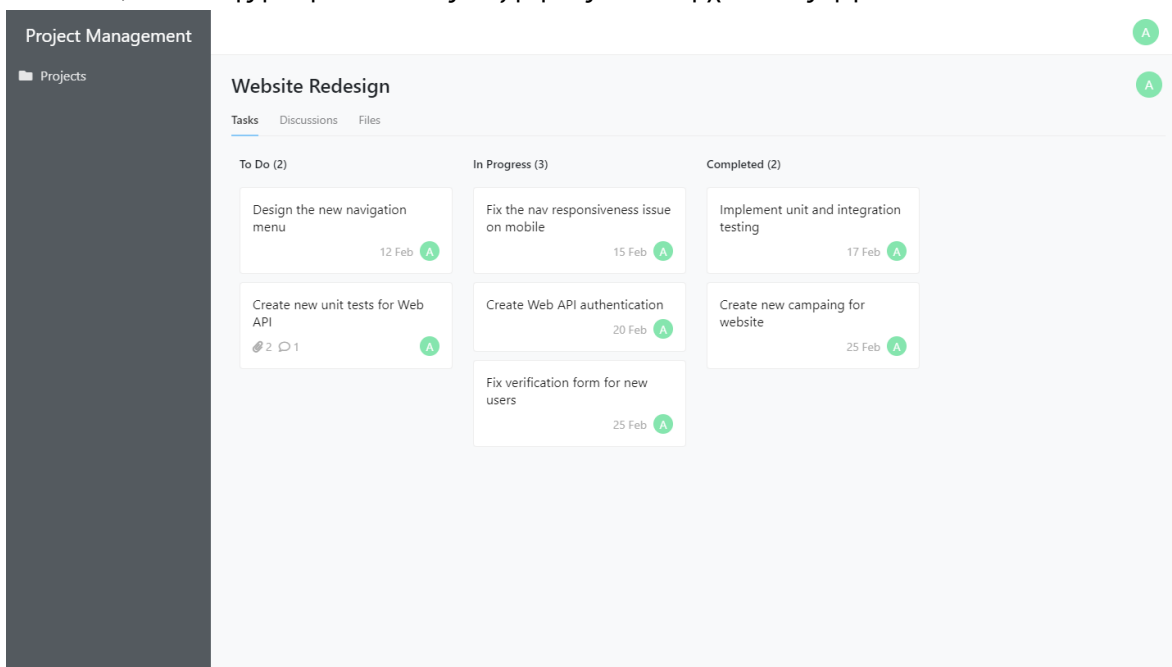 Project Management
A
Projects
Website Redesign
A
Tasks Discussions Files
To Do (2)
Design the new navigation
menu
12 Feb A
Create new unit tests for Web
API
2 1 A
In Progress (3)
Fix the nav responsiveness issue
on mobile
15 Feb A
Create Web API authentication
20 Feb A
Fix verification form for new
users
25 Feb A
Completed (2)
Implement unit and integration
testing
17 Feb A
Create new campaing for
website
25 Feb A